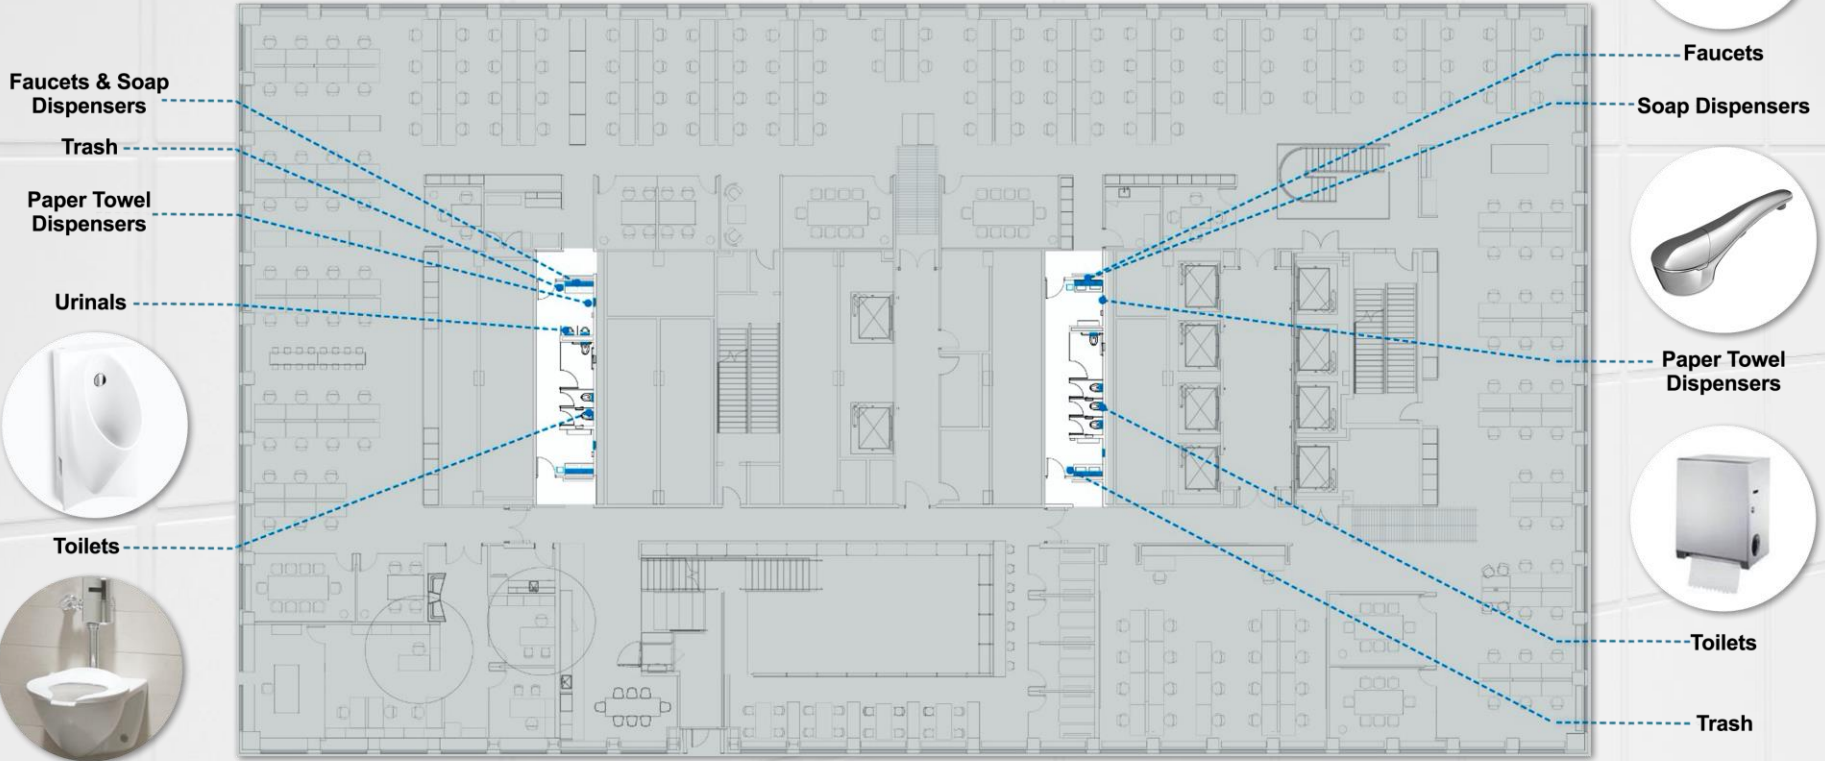 Faucets & Soap
Dispensers
Trash
Paper Towel
Dispensers
Urinals
Toilets
Faucets
Soap Dispensers
Paper Towel
Dispensers
Toilets
Trash